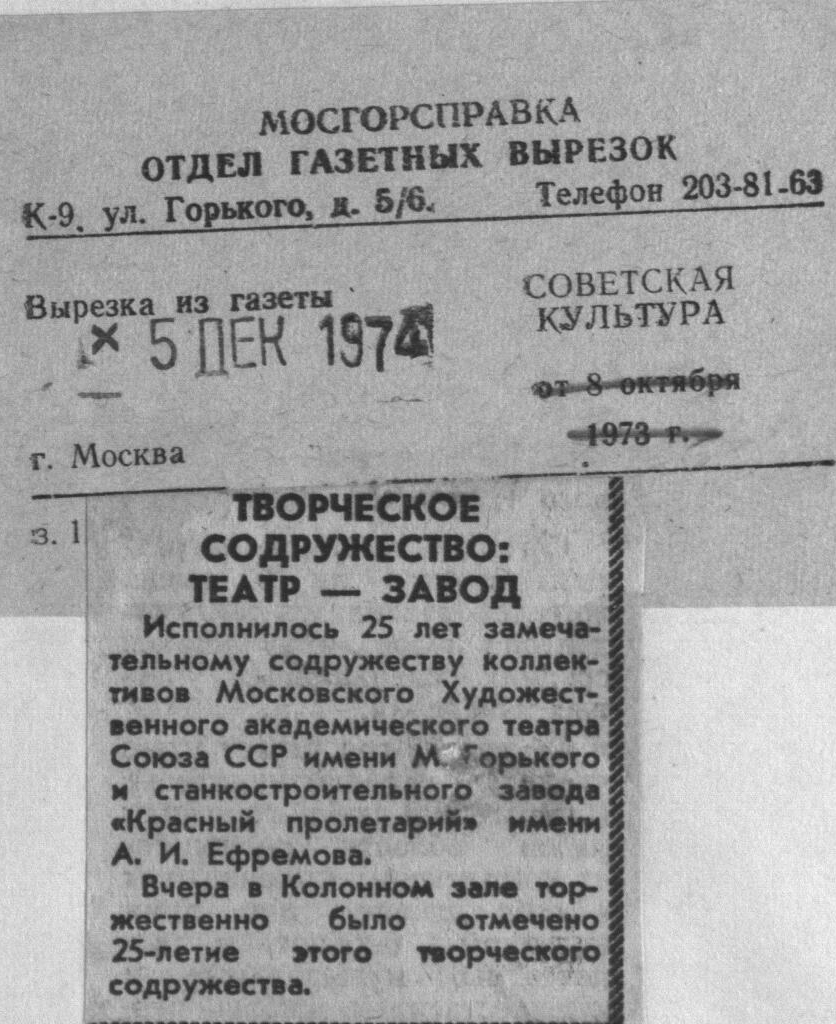 МОСГОРСПРАВКА
ОТДЕЛ ГАЗЕТНЫХ ВЫРЕЗОК
К-9, ул. Горького, д. 5/6. Телефон 203-81-63
Вырезка из газеты
СОВЕТСКАЯ
КУЛЬТУРА
× 5 ДЕК 1974
от 8 октября
1973 г.
г. Москва
з. 1
ТВОРЧЕСКОЕ
СОДРУЖЕСТВО:
ТЕАТР — ЗАВОД
Исполнилось 25 лет замеча-
тельному содружеству коллек-
тивов Московского Художест-
венного академического театра
Союза ССР имени М. Горького
и станкостроительного завода
«Красный пролетарий» имени
А. И. Ефремова.
Вчера в Колонном зале тор-
жественно было отмечено
25-летие этого творческого
содружества.